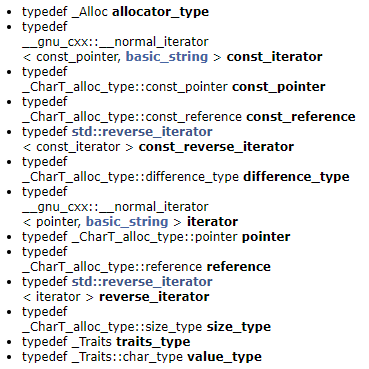 typedef _Alloc allocator_type
typedef
__gnu_cxx::__normal_iterator
< const_pointer, basic_string > const_iterator
typedef
_CharT_alloc_type::const_pointer const_pointer
typedef
_CharT_alloc_type::const_reference const_reference
typedef std::reverse_iterator
< const_iterator > const_reverse_iterator
typedef
_CharT_alloc_type::difference_type difference_type
typedef
__gnu_cxx::__normal_iterator
< pointer, basic_string > iterator
typedef _CharT_alloc_type::pointer pointer
typedef
_CharT_alloc_type::reference reference
typedef std::reverse_iterator
< iterator > reverse_iterator
typedef
_CharT_alloc_type::size_type size_type
typedef _Traits traits_type
typedef _Traits::char_type value_type